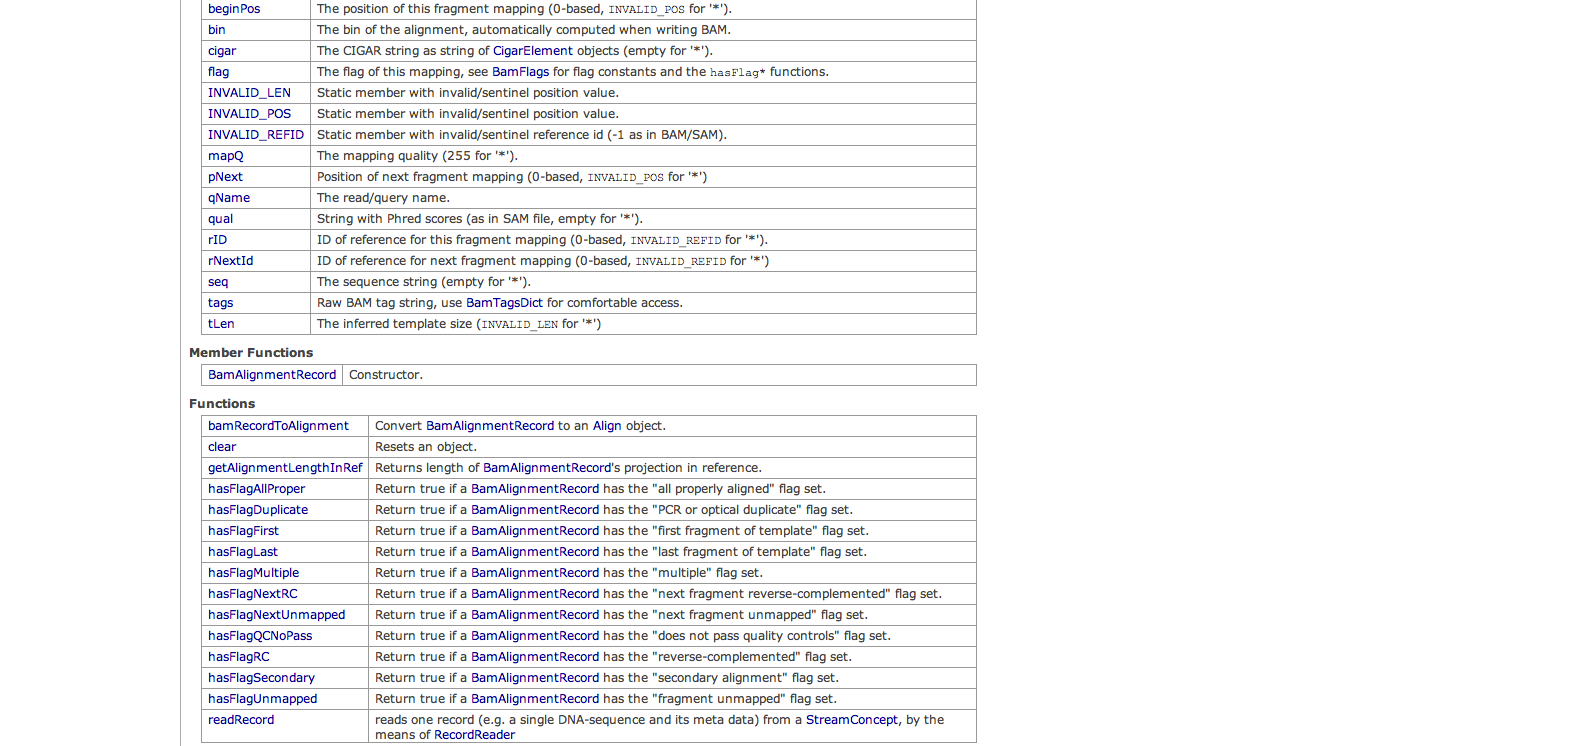 beginPos The position of this fragment mapping (0-based, INVALID_POS for '*').
bin The bin of the alignment, automatically computed when writing BAM.
cigar The CIGAR string as string of CigarElement objects (empty for '*').
flag The flag of this mapping, see BamFlags for flag constants and the hasFlag* functions.
INVALID_LEN Static member with invalid/sentinel position value.
INVALID_POS Static member with invalid/sentinel position value.
INVALID_REFID Static member with invalid/sentinel reference id (-1 as in BAM/SAM).
mapQ The mapping quality (255 for '*').
pNext Position of next fragment mapping (0-based, INVALID_POS for '*')
qName The read/query name.
qual String with Phred scores (as in SAM file, empty for '*').
rID ID of reference for this fragment mapping (0-based, INVALID_REFID for '*').
rNextId ID of reference for next fragment mapping (0-based, INVALID_REFID for '*')
seq The sequence string (empty for '*').
tags Raw BAM tag string, use BamTagsDict for comfortable access.
tLen The inferred template size (INVALID_LEN for '*')
Member Functions
BamAlignmentRecord Constructor.
Functions
bamRecordToAlignment Convert BamAlignmentRecord to an Align object.
clear Resets an object.
getAlignmentLengthInRef Returns length of BamAlignmentRecord's projection in reference.
hasFlagAllProper Return true if a BamAlignmentRecord has the "all properly aligned" flag set.
hasFlagDuplicate Return true if a BamAlignmentRecord has the "PCR or optical duplicate" flag set.
hasFlagFirst Return true if a BamAlignmentRecord has the "first fragment of template" flag set.
hasFlagLast Return true if a BamAlignmentRecord has the "last fragment of template" flag set.
hasFlagMultiple Return true if a BamAlignmentRecord has the "multiple" flag set.
hasFlagNextRC Return true if a BamAlignmentRecord has the "next fragment reverse-complemented" flag set.
hasFlagNextUnmapped Return true if a BamAlignmentRecord has the "next fragment unmapped" flag set.
hasFlagQCNoPass Return true if a BamAlignmentRecord has the "does not pass quality controls" flag set.
hasFlagRC Return true if a BamAlignmentRecord has the "reverse-complemented" flag set.
hasFlagSecondary Return true if a BamAlignmentRecord has the "secondary alignment" flag set.
hasFlagUnmapped Return true if a BamAlignmentRecord has the "fragment unmapped" flag set.
readRecord reads one record (e.g. a single DNA-sequence and its meta data) from a StreamConcept, by the
means of RecordReader